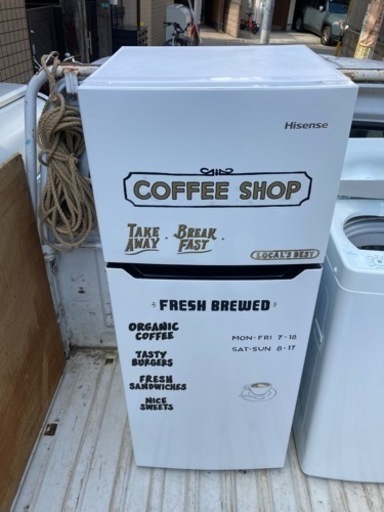 Hisense
COFFEE SHOP
TAKE AWAY · BREAK FAST ·
LOCAL'S BEST
FRESH BREWED
ORGANIC
COFFEE
MON-FRI 7-18
SAT-SUN 8-17
TASTY
BURGERS
FRESH
SANDWICHES
NICE
SWEETS